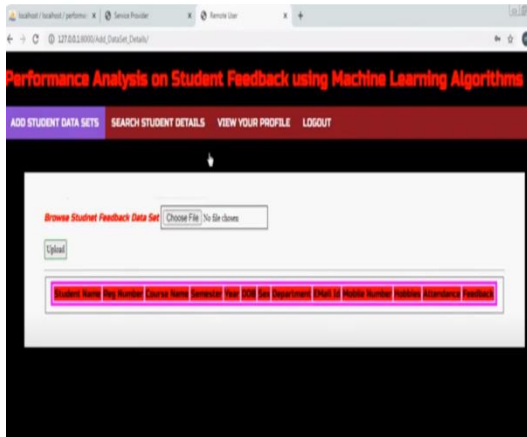 localhost / localhost / performa
Service Provider
Remote User
127.0.0.1:8000/Add_DataSet_Details/
Performance Analysis on Student Feedback using Machine Learning Algorithms
ADD STUDENT DATA SETS SEARCH STUDENT DETAILS VIEW YOUR PROFILE LOGOUT
Browse Studnet Feedback Data Set Choose File No file chosen
Upload
Student Name Reg Number Course Name Semester Year DOB Sex Department EMail Id Mobile Number Hobbies Attendance Feedback